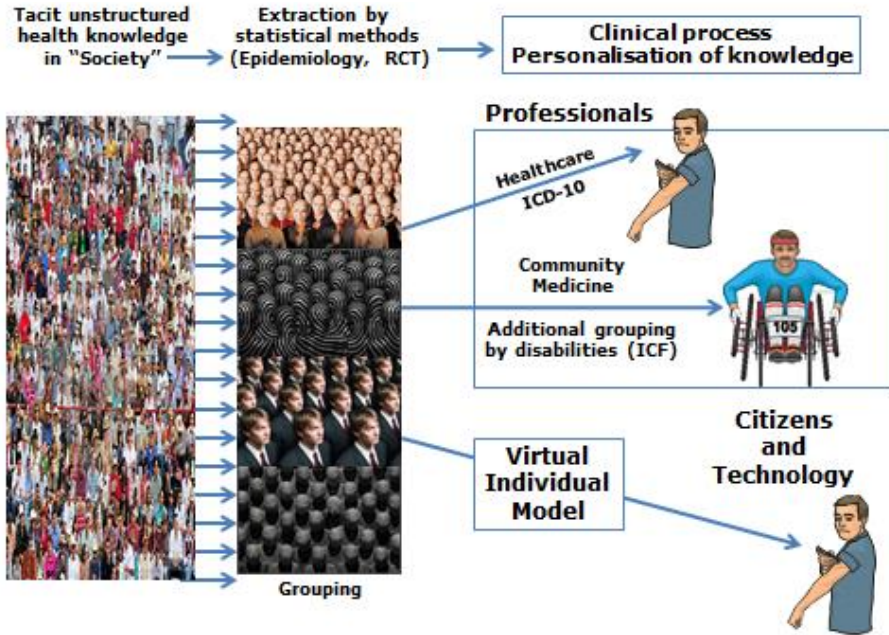 Tacit unstructured
health knowledge
in “Society”
Extraction by
statistical methods
(Epidemiology, RCT)
Clinical process
Personalisation of knowledge
Professionals
Healthcare
ICD-10
Community
Medicine
Additional grouping
by disabilities (ICF)
105
Citizens
and
Technology
Virtual
Individual
Model
Grouping